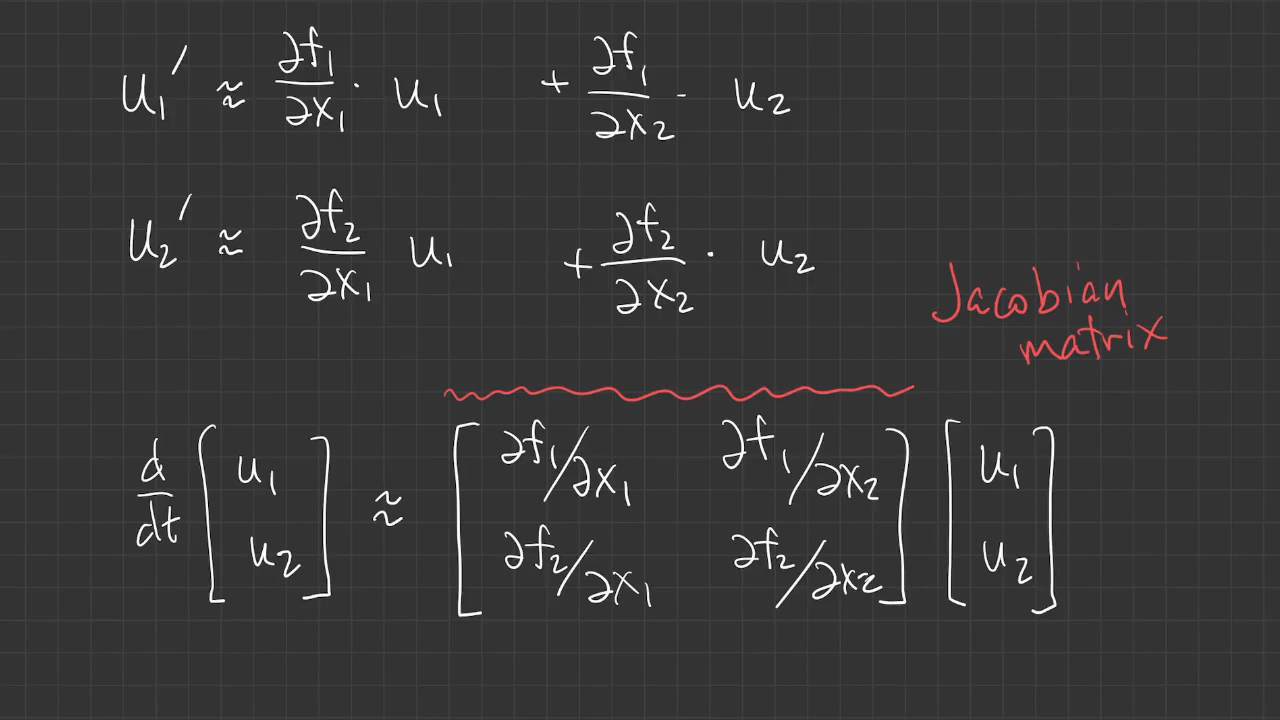 u₁′ ≈ ∂f₁/∂x₁ · u₁ + ∂f₁/∂x₂ · u₂
u₂′ ≈ ∂f₂/∂x₁ u₁ + ∂f₂/∂x₂ · u₂
Jacobian
matrix
d/dt [u₁ u₂] ≈ [∂f₁/∂x₁ ∂f₁/∂x₂ ∂f₂/∂x₁ ∂f₂/∂x₂] [u₁ u₂]